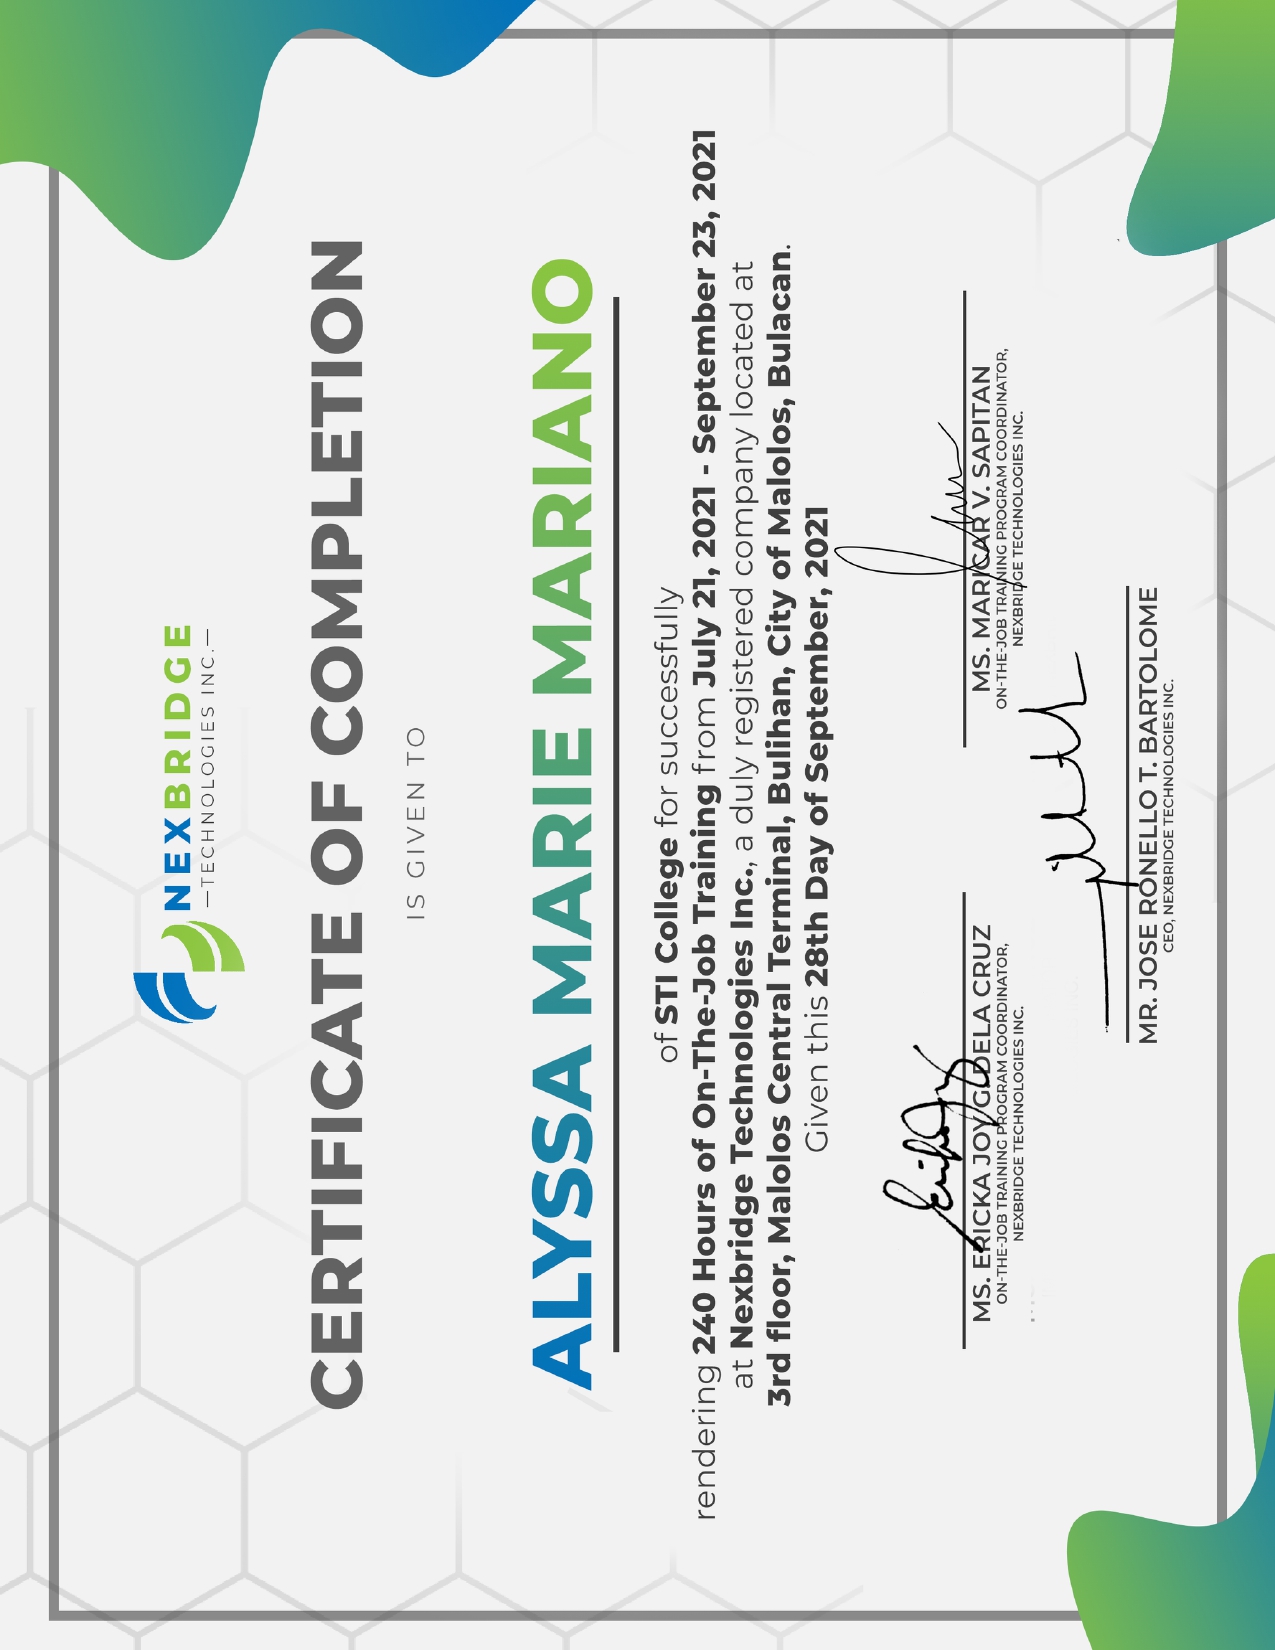 NEXBRIDGE
—TECHNOLOGIES INC.—
CERTIFICATE OF COMPLETION
IS GIVEN TO
ALYSSA MARIE MARIANO
of STI College for successfully
rendering 240 Hours of On-The-Job Training from July 21, 2021 - September 23, 2021
at Nexbridge Technologies Inc., a duly registered company located at
3rd floor, Malolos Central Terminal, Bulihan, City of Malolos, Bulacan.
Given this 28th Day of September, 2021
MS. ERICKA JOY G. DELA CRUZ
ON-THE-JOB TRAINING PROGRAM COORDINATOR,
NEXBRIDGE TECHNOLOGIES INC.
MS. MARICAR V. SAPITAN
ON-THE-JOB TRAINING PROGRAM COORDINATOR,
NEXBRIDGE TECHNOLOGIES INC.
MR. JOSE RONELLO T. BARTOLOME
CEO, NEXBRIDGE TECHNOLOGIES INC.